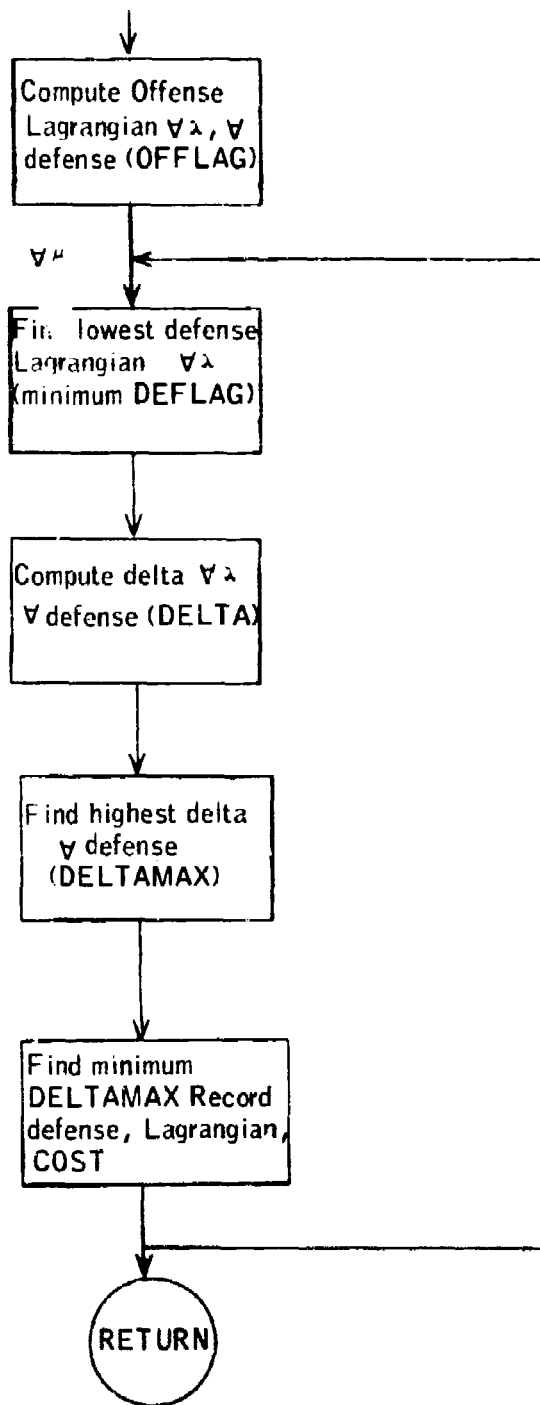 Compute Offense
Lagrangian ∀λ, ∀
defense (OFFLAG)
∀μ
lowest defense
Lagrangian ∀λ
(minimum DEFLAG)
Compute delta ∀λ
∀ defense (DELTA)
Find highest delta
∀ defense
(DELTAMAX)
Find minimum
DELTAMAX Record
defense, Lagrangian,
COST
RETURN